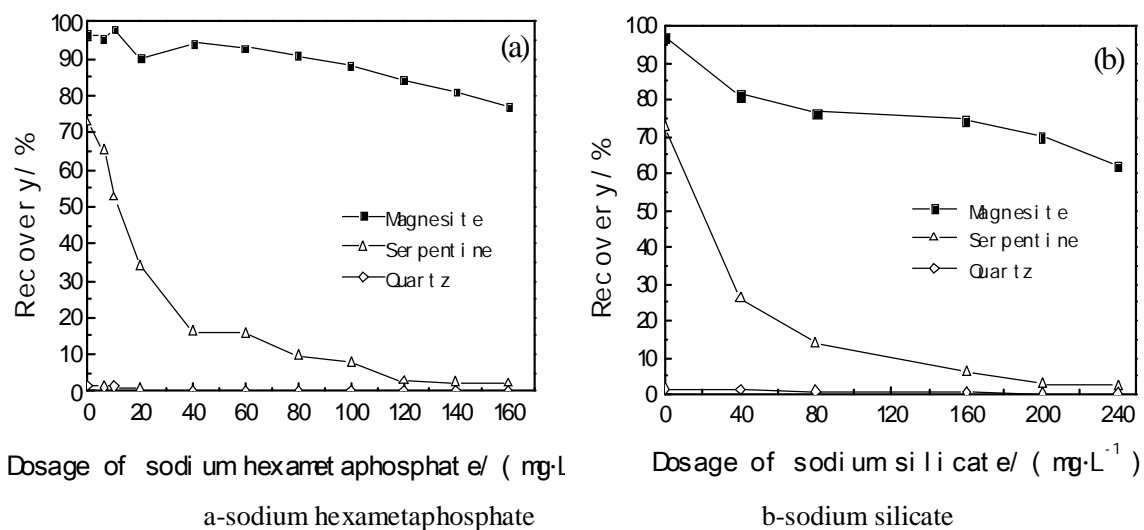 100
90
80
70
60
50
40
30
20
10
0
Recovery/%
(a)
Magnesite
Serpentine
Quartz
0 20 40 60 80 100 120 140 160
Dosage of sodium hexametaphosphate/ ( mg·L
a-sodium hexametaphosphate
100
90
80
70
60
50
40
30
20
10
0
Recovery/%
(b)
Magnesite
Serpentine
Quartz
0 40 80 120 160 200 240
Dosage of sodium silicate/ ( mg·L⁻¹)
b-sodium silicate